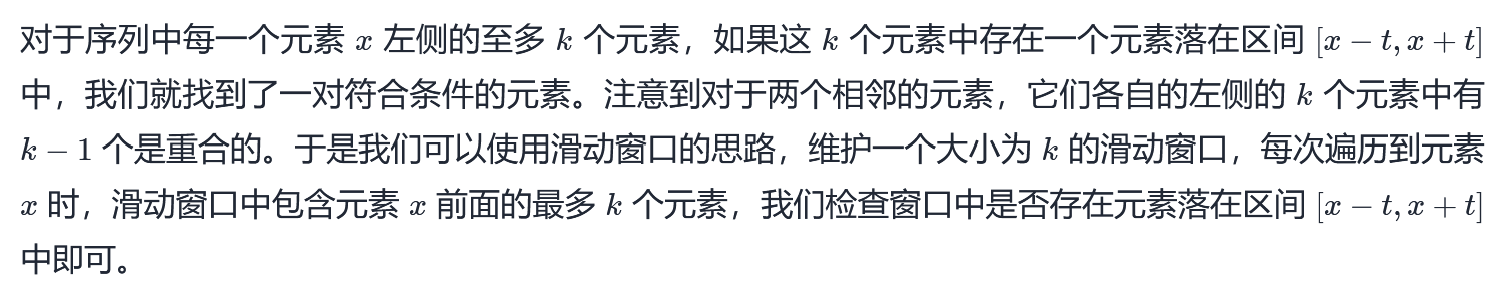 对于序列中每一个元素 x 左侧的至多 k 个元素，如果这 k 个元素中存在一个元素落在区间 [x − t, x + t]
中，我们就找到了一对符合条件的元素。注意到对于两个相邻的元素，它们各自的左侧的 k 个元素中有
k − 1 个是重合的。于是我们可以使用滑动窗口的思路，维护一个大小为 k 的滑动窗口，每次遍历到元素
x 时，滑动窗口中包含元素 x 前面的最多 k 个元素，我们检查窗口中是否存在元素落在区间 [x − t, x + t]
中即可。